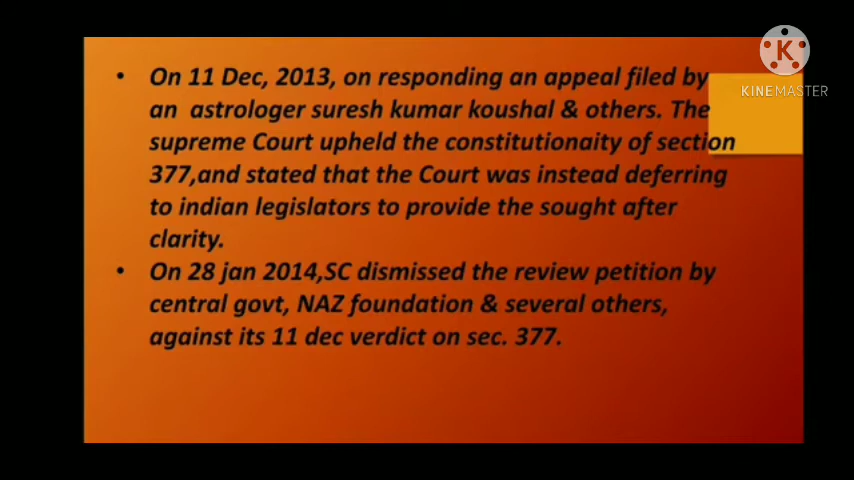 K
KINEMASTER
• On 11 Dec, 2013, on responding an appeal filed by
an astrologer suresh kumar koushal & others. The
supreme Court upheld the constitutionaity of section
377,and stated that the Court was instead deferring
to indian legislators to provide the sought after
clarity.
• On 28 jan 2014,SC dismissed the review petition by
central govt, NAZ foundation & several others,
against its 11 dec verdict on sec. 377.